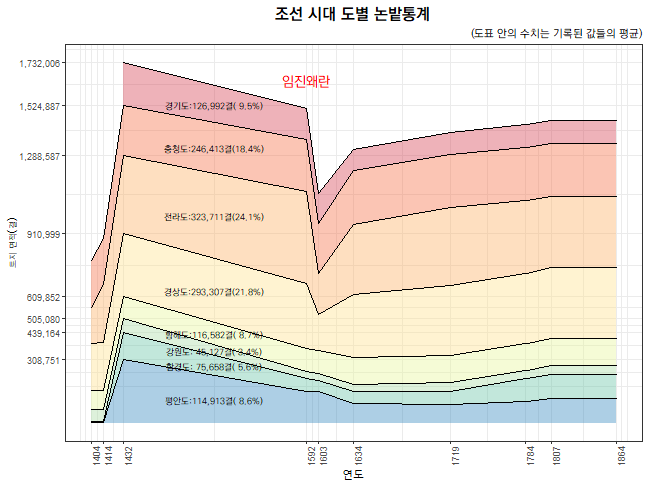 조선 시대 도별 논밭통계
(도표 안의 수치는 기록된 값들의 평균)
임진왜란
1,732,006
1,524,887
1,288,587
910,999
609,852
505,080
439,164
308,751
토지 면적(결)
경기도:126,992결( 9,5%)
충청도:246,413결(18,4%)
전라도:323,711결(24,1%)
경상도:293,307결(21,8%)
황해도:116,582결( 8,7%)
강원도: 45,127결( 3,4%)
함경도: 75,658결( 5,6%)
평안도:114,913결( 8,6%)
1404
1414
1432
1592
1603
1634
1719
1784
1807
1864
연도